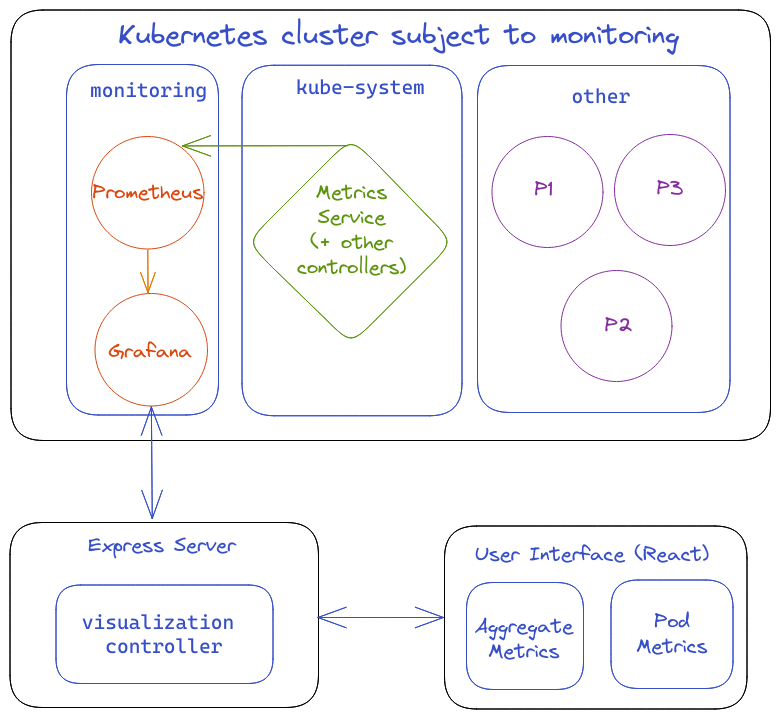 Kubernetes cluster subject to monitoring
monitoring
kube-system
other
Prometheus
Metrics
Service
(+ other
controllers)
P1
P3
P2
Grafana
Express Server
visualization
controller
User Interface (React)
Aggregate
Metrics
Pod
Metrics